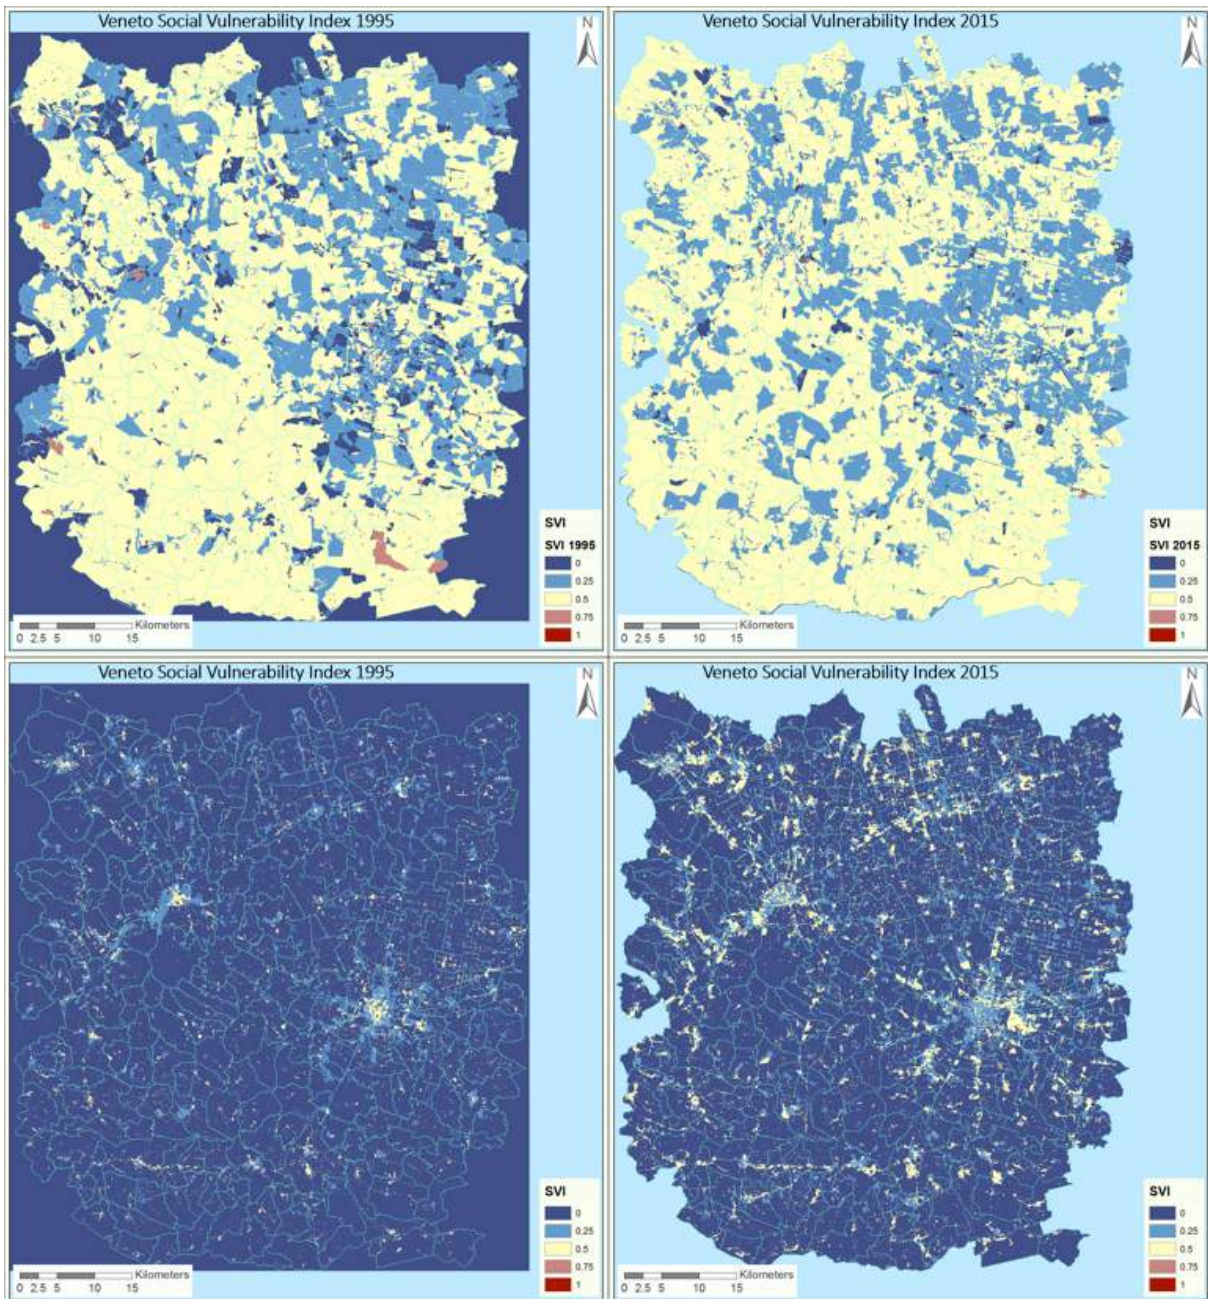 Veneto Social Vulnerability Index 1995
N
SVI
SVI 1995
0
0.25
0.5
0.75
1
Kilometers
0 2.5 5 10 15
Veneto Social Vulnerability Index 2015
N
SVI
SVI 2015
0
0.25
0.5
0.75
1
Kilometers
0 2.5 5 10 15
Veneto Social Vulnerability Index 1995
N
SVI
0
0.25
0.5
0.75
1
Kilometers
0 2.5 5 10 15
Veneto Social Vulnerability Index 2015
N
SVI
0
0.25
0.5
0.75
1
Kilometers
0 2.5 5 10 15